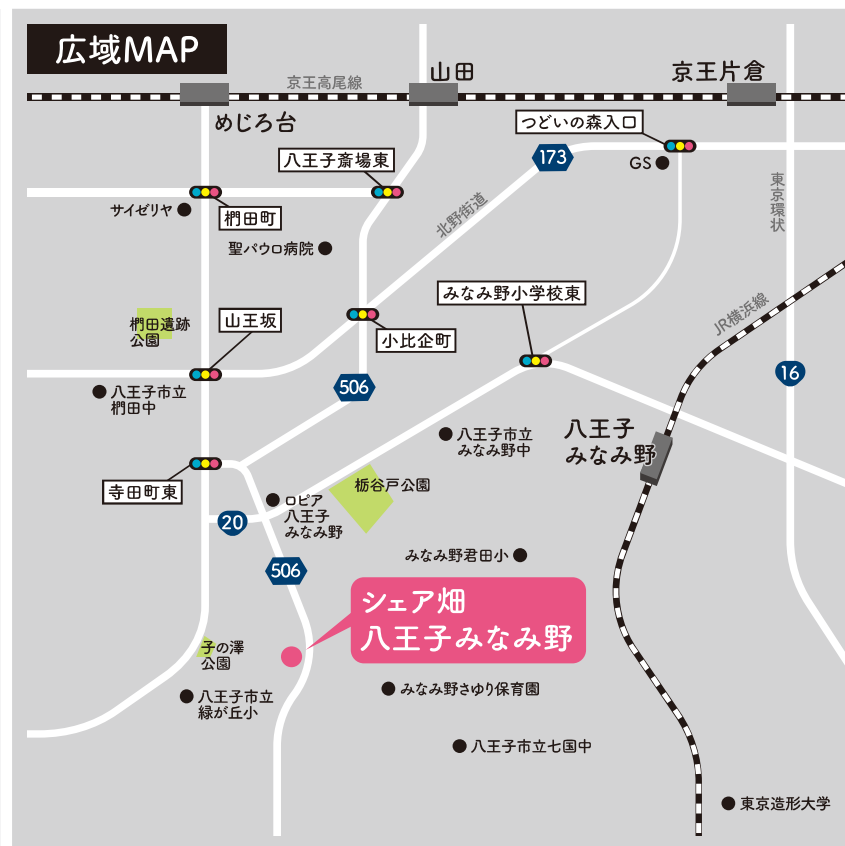 広域MAP
京王高尾線
山田
京王片倉
めじろ台
つどいの森入口
173
GS
八王子斎場東
東京環状
サイゼリヤ
椚田町
北野街道
聖パウロ病院
みなみ野小学校東
JR横浜線
椚田遺跡
公園
山王坂
小比企町
16
506
八王子市立
椚田中
八王子市立
みなみ野中
八王子
みなみ野
寺田町東
栃谷戸公園
ロピア
八王子
みなみ野
20
みなみ野君田小
506
シェア畑
八王子みなみ野
子の澤
公園
みなみ野さゆり保育園
八王子市立
緑が丘小
八王子市立七国中
東京造形大学